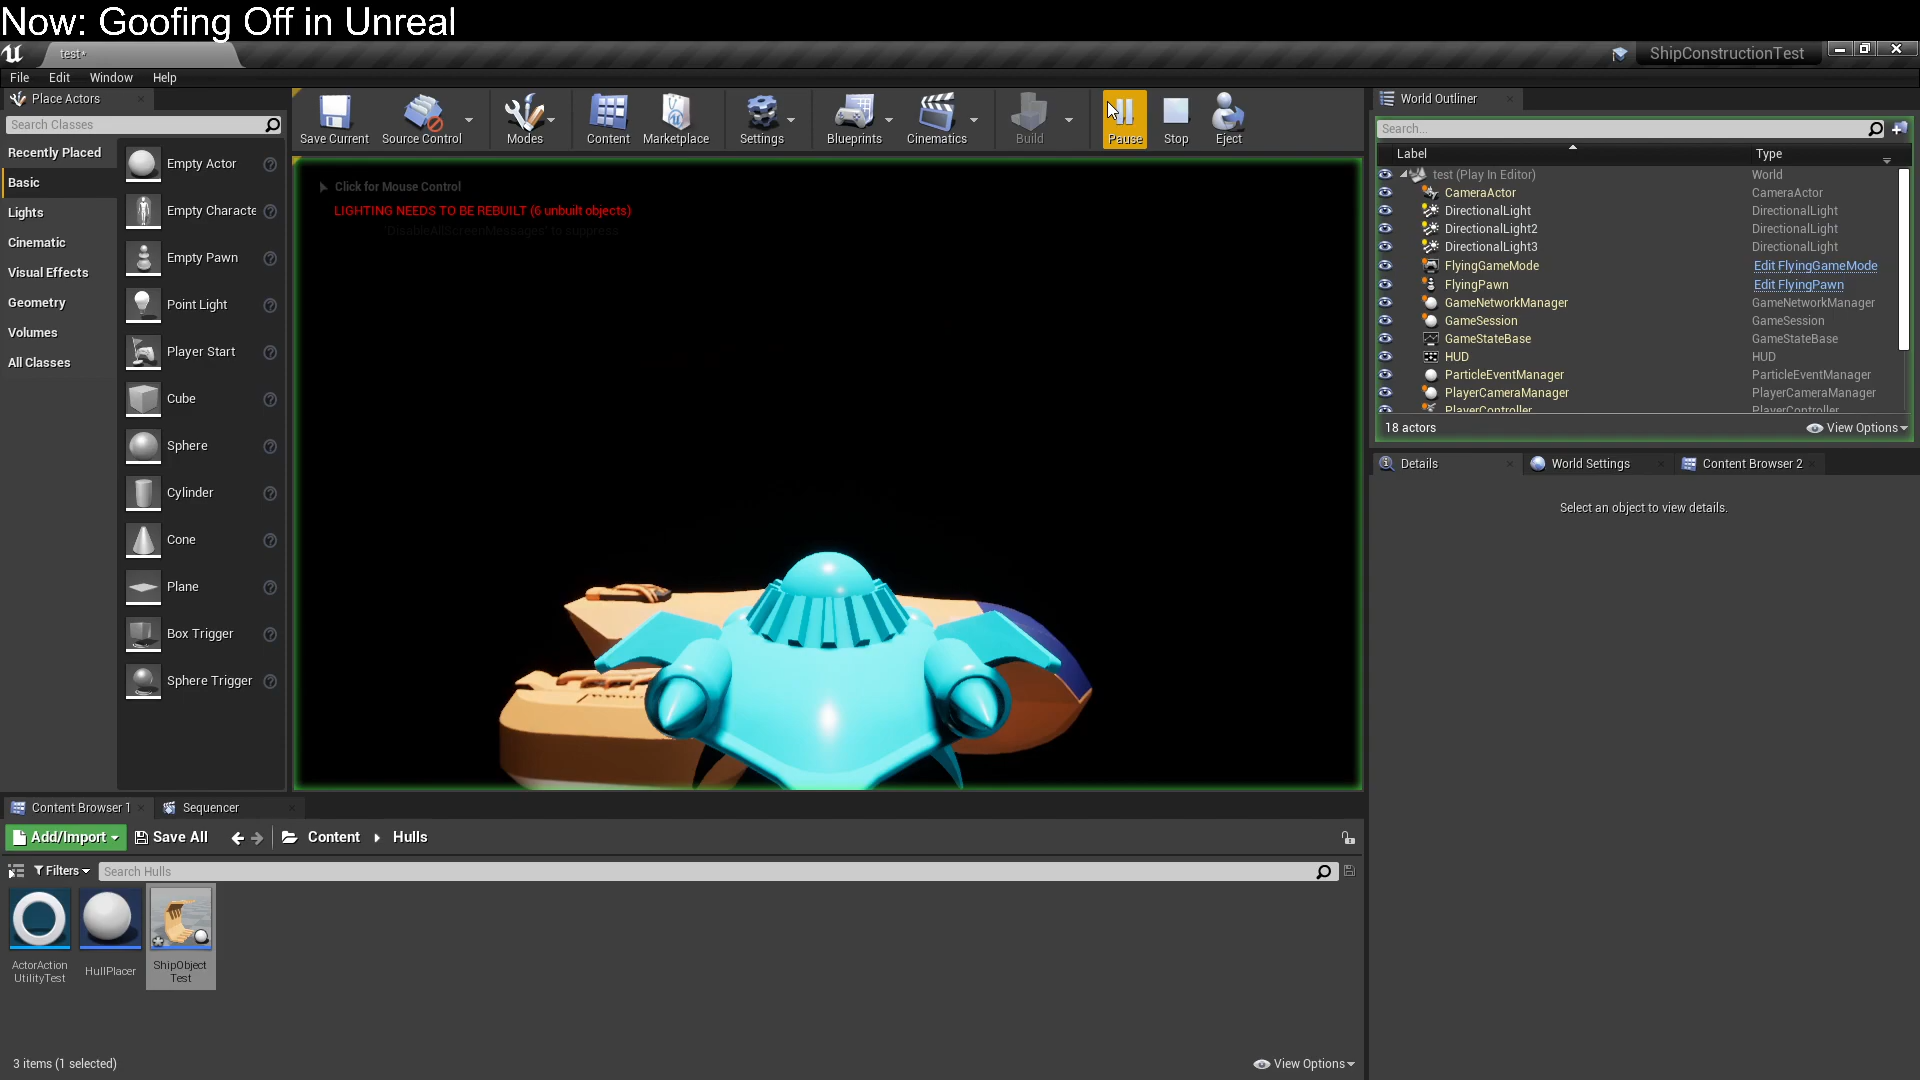 Now: Goofing Off in Unreal
test*
ShipConstructionTest
File Edit Window Help
Place Actors
Search Classes
Recently Placed
Basic
Lights
Cinematic
Visual Effects
Geometry
Volumes
All Classes
Empty Actor
Empty Characte
Empty Pawn
Point Light
Player Start
Cube
Sphere
Cylinder
Cone
Plane
Box Trigger
Sphere Trigger
Save Current Source Control Modes Content Marketplace Settings Blueprints Cinematics Build Pause Stop Eject
Click for Mouse Control
LIGHTING NEEDS TO BE REBUILT (6 unbuilt objects)
'DisableAllScreenMessages' to suppress
World Outliner
Search...
Label Type
test (Play In Editor) World
CameraActor CameraActor
DirectionalLight DirectionalLight
DirectionalLight2 DirectionalLight
DirectionalLight3 DirectionalLight
FlyingGameMode Edit FlyingGameMode
FlyingPawn Edit FlyingPawn
GameNetworkManager GameNetworkManager
GameSession GameSession
GameStateBase GameStateBase
HUD HUD
ParticleEventManager ParticleEventManager
PlayerCameraManager PlayerCameraManager
PlayerController PlayerController
18 actors View Options
Details World Settings Content Browser 2
Select an object to view details.
Content Browser 1 Sequencer
Add/Import Save All Content Hulls
Filters Search Hulls
ActorAction
UtilityTest
HullPlacer
ShipObject
Test
3 items (1 selected) View Options